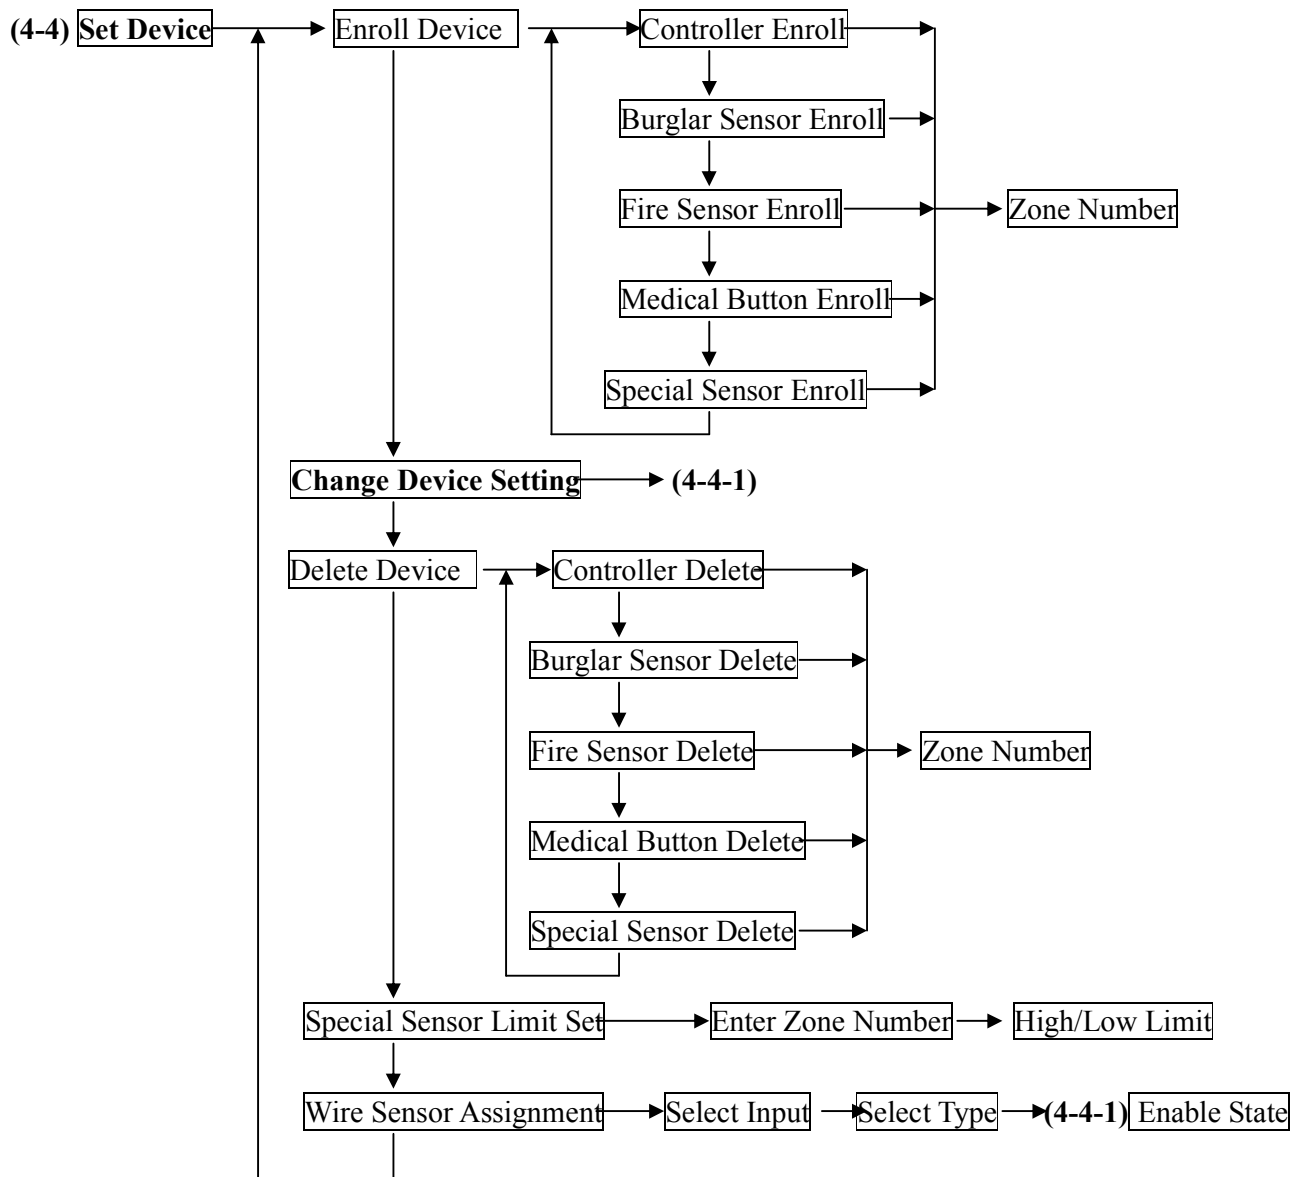 (4-4) Set Device Enroll Device Controller Enroll
Burglar Sensor Enroll
Fire Sensor Enroll Zone Number
Medical Button Enroll
Special Sensor Enroll
Change Device Setting (4-4-1)
Delete Device Controller Delete
Burglar Sensor Delete
Fire Sensor Delete Zone Number
Medical Button Delete
Special Sensor Delete
Special Sensor Limit Set Enter Zone Number High/Low Limit
Wire Sensor Assignment Select Input Select Type (4-4-1) Enable State